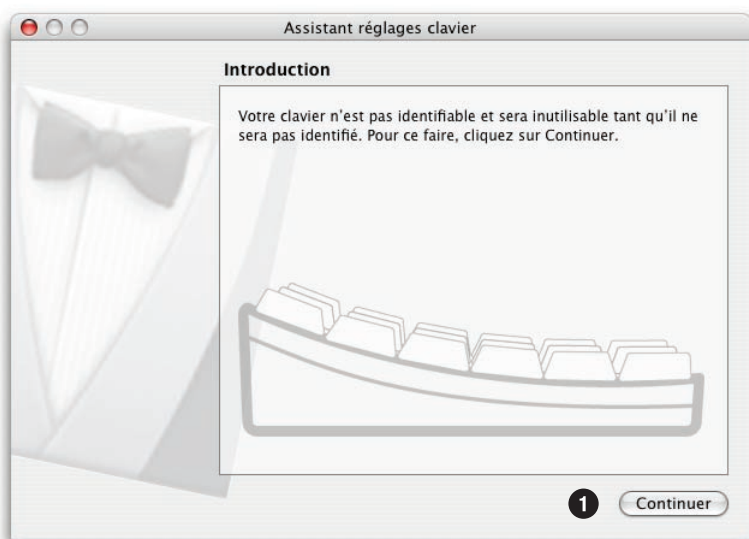 Assistant réglages clavier
Introduction
Votre clavier n'est pas identifiable et sera inutilisable tant qu'il ne
sera pas identifié. Pour ce faire, cliquez sur Continuer.
1 Continuer